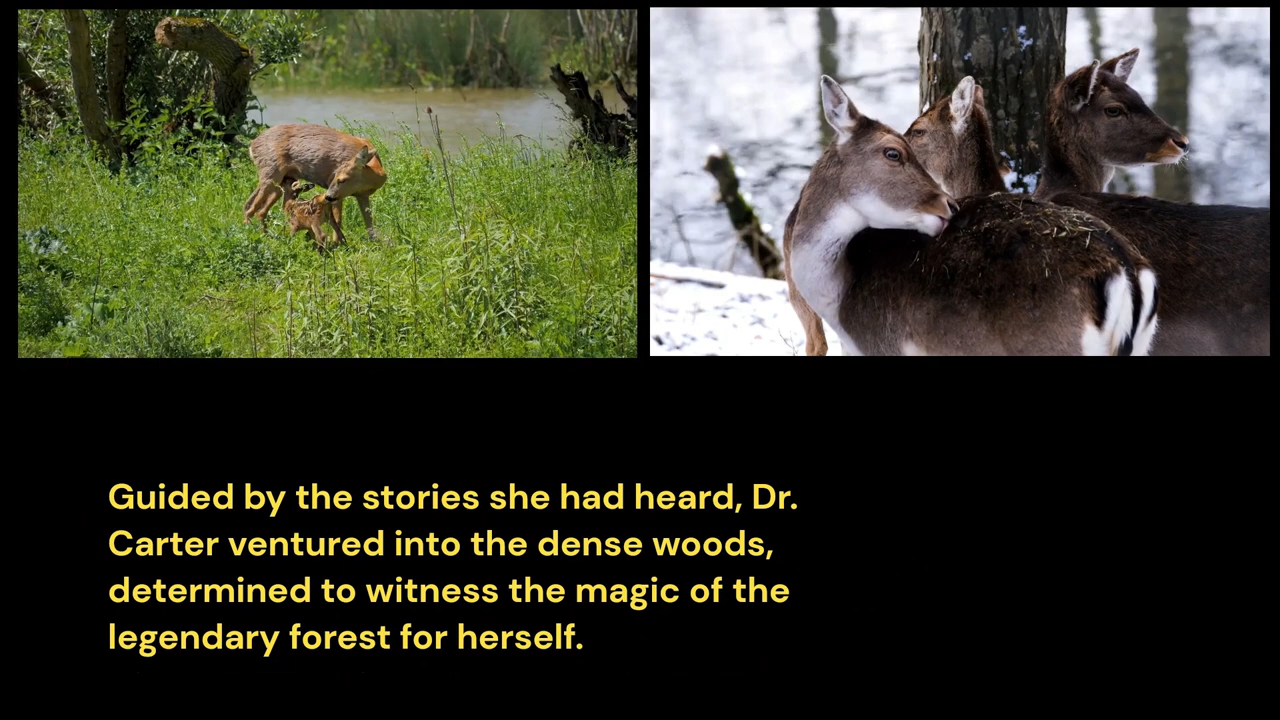 Guided by the stories she had heard, Dr.
Carter ventured into the dense woods,
determined to witness the magic of the
legendary forest for herself.